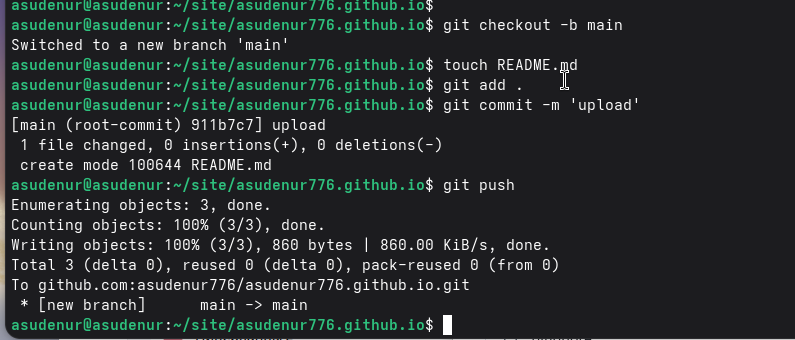 asudenur@asudenur:~/site/asudenur776.github.io$
asudenur@asudenur:~/site/asudenur776.github.io$ git checkout -b main
Switched to a new branch 'main'
asudenur@asudenur:~/site/asudenur776.github.io$ touch README.md
asudenur@asudenur:~/site/asudenur776.github.io$ git add .
asudenur@asudenur:~/site/asudenur776.github.io$ git commit -m 'upload'
[main (root-commit) 911b7c7] upload
 1 file changed, 0 insertions(+), 0 deletions(-)
 create mode 100644 README.md
asudenur@asudenur:~/site/asudenur776.github.io$ git push
Enumerating objects: 3, done.
Counting objects: 100% (3/3), done.
Writing objects: 100% (3/3), 860 bytes | 860.00 KiB/s, done.
Total 3 (delta 0), reused 0 (delta 0), pack-reused 0 (from 0)
To github.com:asudenur776/asudenur776.github.io.git
 * [new branch]      main -> main
asudenur@asudenur:~/site/asudenur776.github.io$